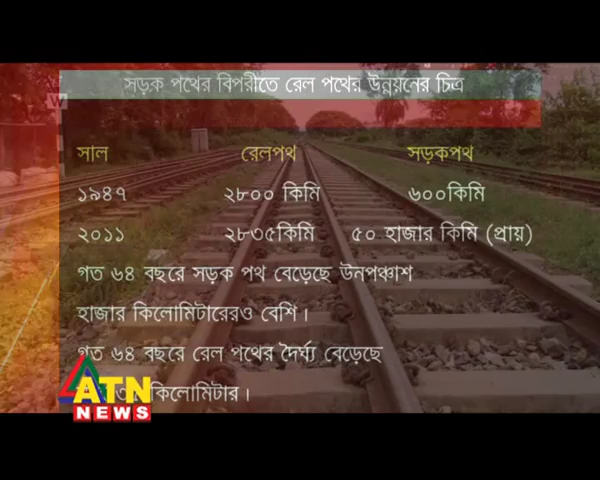 সড়ক পথের বিপরীতে রেল পথের উন্নয়নের চিত্র
সাল রেলপথ সড়কপথ
১৯৪৭ ২৮০০ কিমি ৬০০কিমি
২০১১ ২৮৩৫কিমি ৫০ হাজার কিমি (প্রায়)
গত ৬৪ বছরে সড়ক পথ বেড়েছে উনপঞ্চাশ
হাজার কিলোমিটারেরও বেশি।
গত ৬৪ বছরে রেল পথের দৈর্ঘ্য বেড়েছে
কিলোমিটার।
ATN
NEWS